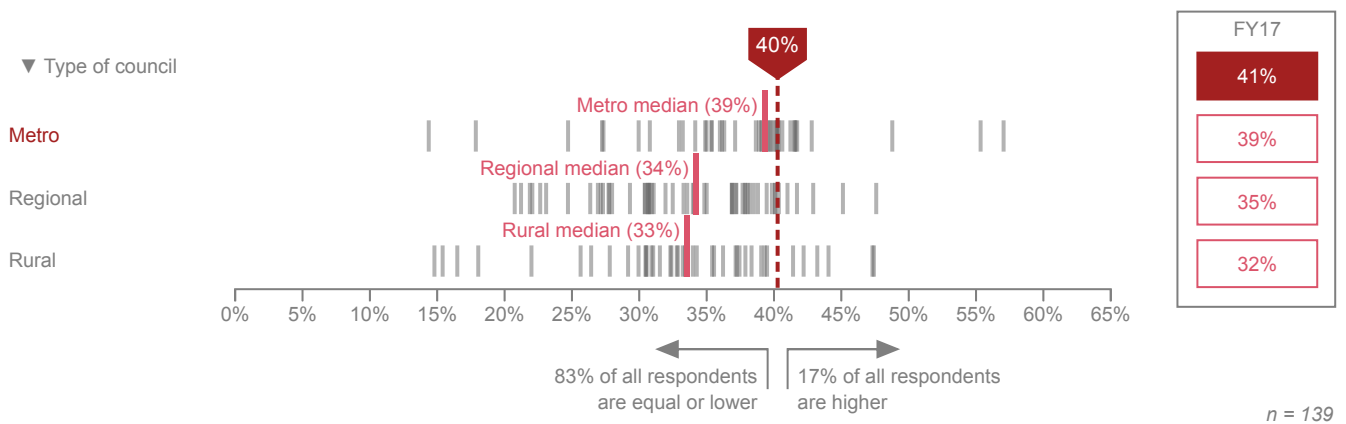 FY17
40%
▼ Type of council
41%
Metro median (39%)
Metro
39%
Regional median (34%)
Regional
35%
Rural median (33%)
Rural
32%
0% 5% 10% 15% 20% 25% 30% 35% 40% 45% 50% 55% 60% 65%
83% of all respondents
are equal or lower
17% of all respondents
are higher
n = 139